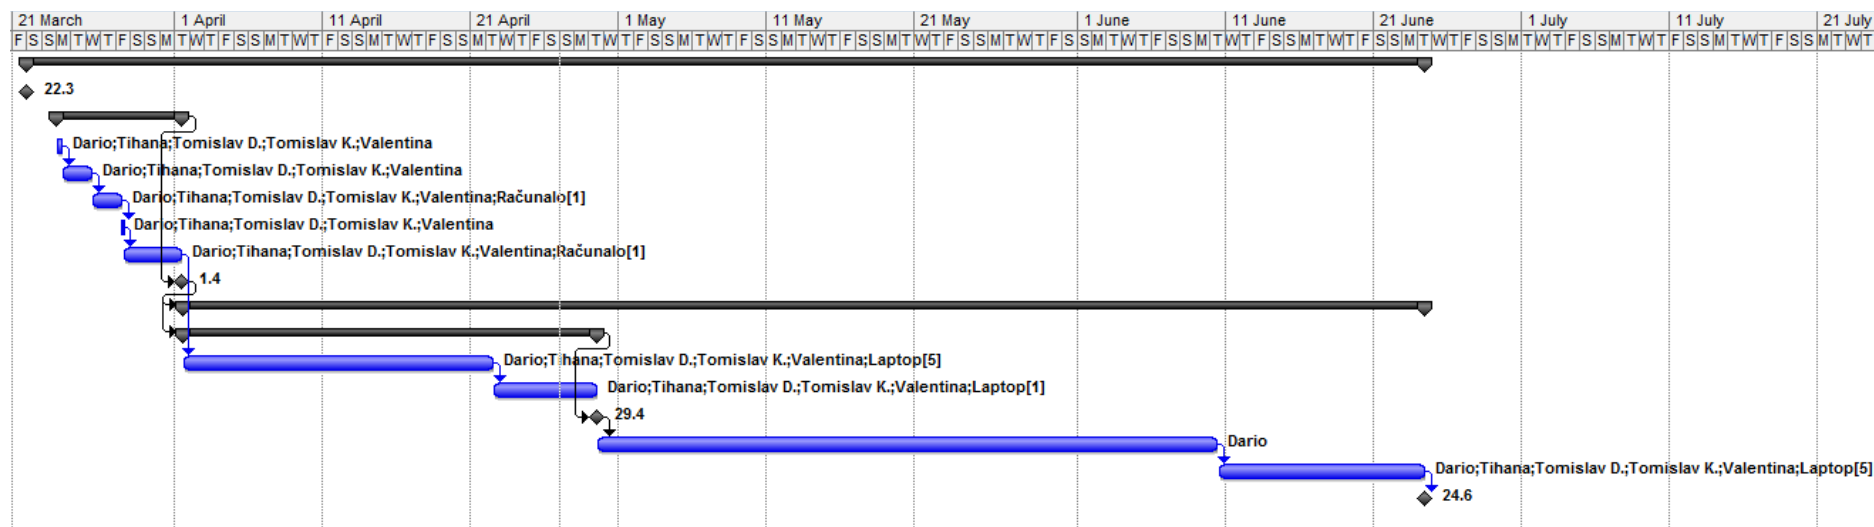 21 March 1 April 11 April 21 April 1 May 11 May 21 May 1 June 11 June 21 June 1 July 11 July 21 July
F S S M T W T F S S M T W T F S S M T W T F S S M T W T F S S M T W T F S S M T W T F S S M T W T F S S M T W T F S S M T W T F S S M T W T F S S M T W T F S S M T W T F S S M T W T F S S M T W T F S S M T W T F S S M T W T F S S M T W T F S S M T W T
22.3
Dario;Tihana;Tomislav D.;Tomislav K.;Valentina
Dario;Tihana;Tomislav D.;Tomislav K.;Valentina
Dario;Tihana;Tomislav D.;Tomislav K.;Valentina;Računalo[1]
Dario;Tihana;Tomislav D.;Tomislav K.;Valentina
Dario;Tihana;Tomislav D.;Tomislav K.;Valentina;Računalo[1]
1.4
Dario;Tihana;Tomislav D.;Tomislav K.;Valentina;Laptop[5]
Dario;Tihana;Tomislav D.;Tomislav K.;Valentina;Laptop[1]
29.4
Dario
Dario;Tihana;Tomislav D.;Tomislav K.;Valentina;Laptop[5]
24.6